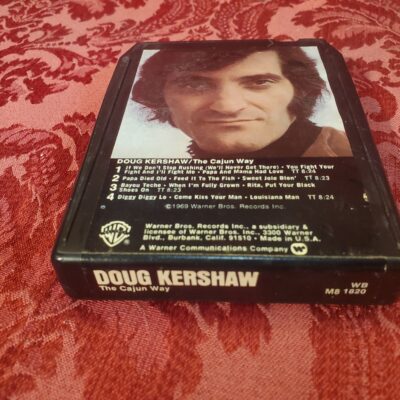 DOUG KERSHAW/The Cajun Way
1 If We Don't Stop Rushing (We'll Never Get There) • You Fight Your
Fight And I'll Fight Me • Papa And Mama Had Love TT 8:24
2 Papa Died Old • Feed It To The Fish • Sweet Jole Blon' TT 8:23
3 Bayou Teche • When I'm Fully Grown • Rita, Put Your Black
Shoes On TT 8:23
4 Diggy Diggy Lo • Come Kiss Your Man • Louisiana Man TT 8:24
©1969 Warner Bros. Records Inc.
WB
Warner Bros. Records Inc., a subsidiary &
licensee of Warner Bros. Inc., 3300 Warner
Blvd., Burbank, Calif. 91510 • Made in U.S.A.
A Warner Communications Company
DOUG KERSHAW
The Cajun Way
WB
M8 1820